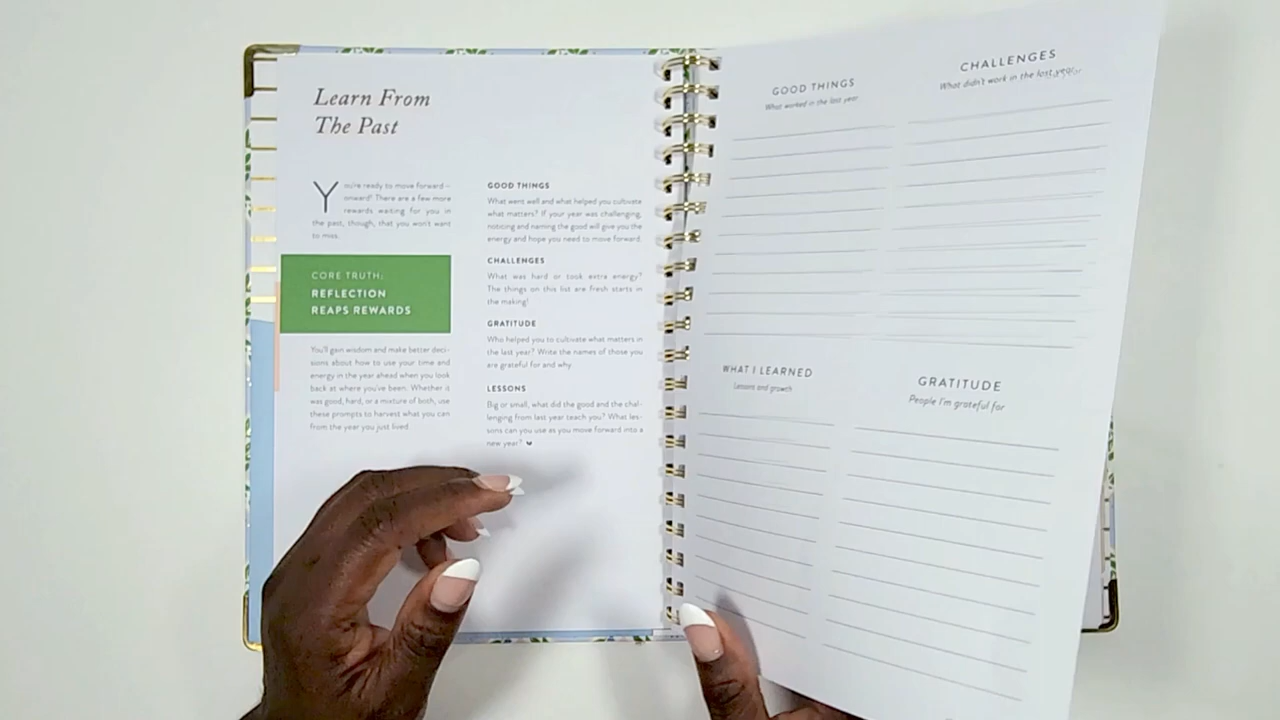 Learn From
The Past
You're ready to move forward –
onward! There are a few more
rewards waiting for you in
the past, though, that you won't want
to miss.
CORE TRUTH:
REFLECTION
REAPS REWARDS
You'll gain wisdom and make better deci-
sions about how to use your time and
energy in the year ahead when you look
back at where you've been. Whether it
was good, hard, or a mixture of both, use
these prompts to harvest what you can
from the year you just lived.
GOOD THINGS
What went well and what helped you cultivate
what matters? If your year was challenging,
noticing and naming the good will give you the
energy and hope you need to move forward.
CHALLENGES
What was hard or took extra energy?
The things on this list are fresh starts in
the making!
GRATITUDE
Who helped you to cultivate what matters in
the last year? Write the names of those you
are grateful for and why.
LESSONS
Big or small, what did the good and the chal-
lenging from last year teach you? What les-
sons can you use as you move forward into a
new year?
GOOD THINGS
What worked in the last year
CHALLENGES
What didn't work in the last year
WHAT I LEARNED
Lessons and growth
GRATITUDE
People I'm grateful for